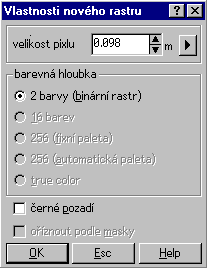 Vlastnosti nového rastru
velikost pixlu 0.098 m
barevná hloubka
2 barvy (binární rastr)
16 barev
256 (fixní paleta)
256 (automatická paleta)
true color
černé pozadí
oříznout podle masky
OK Esc Help